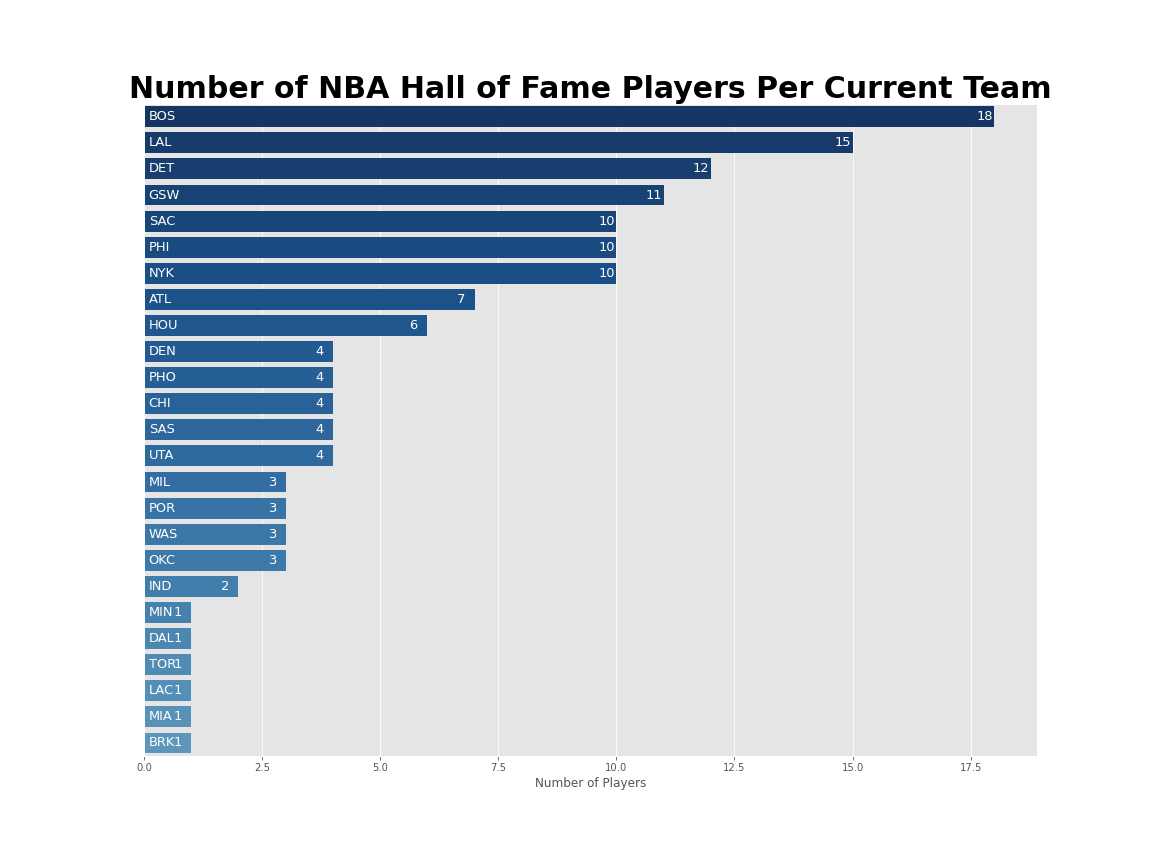 Number of NBA Hall of Fame Players Per Current Team
BOS 18
LAL 15
DET 12
GSW 11
SAC 10
PHI 10
NYK 10
ATL 7
HOU 6
DEN 4
PHO 4
CHI 4
SAS 4
UTA 4
MIL 3
POR 3
WAS 3
OKC 3
IND 2
MIN 1
DAL 1
TOR 1
LAC 1
MIA 1
BRK 1
0.0 2.5 5.0 7.5 10.0 12.5 15.0 17.5
Number of Players